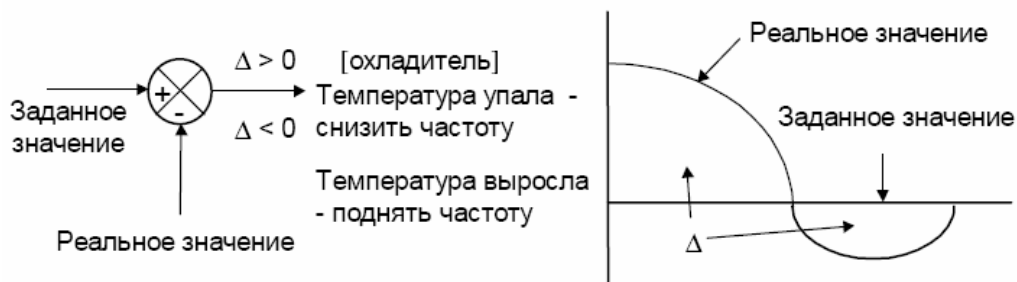 Δ > 0 [охладитель]
Заданное
значение
+
-
Δ < 0
Температура упала -
снизить частоту
Температура выросла
- поднять частоту
Реальное значение
Реальное значение
Заданное значение
Δ